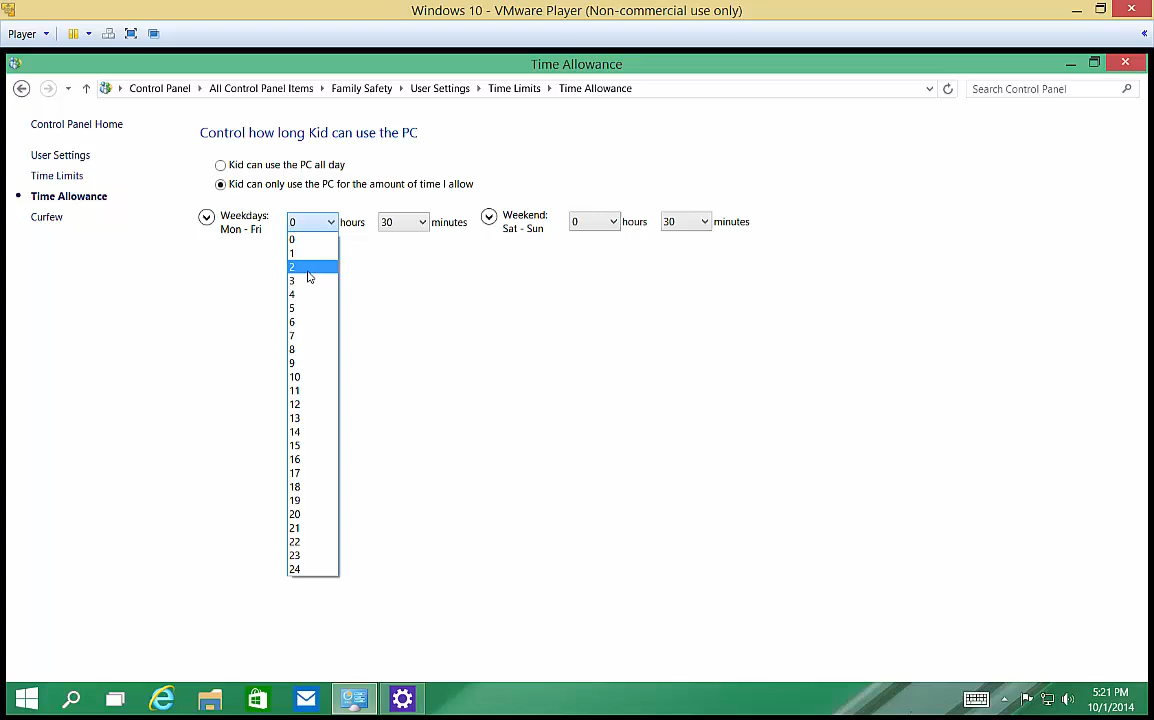 Windows 10 - VMware Player (Non-commercial use only)
Player
Time Allowance
Control Panel All Control Panel Items Family Safety User Settings Time Limits Time Allowance
Search Control Panel
Control Panel Home
User Settings
Time Limits
Time Allowance
Curfew
Control how long Kid can use the PC
Kid can use the PC all day
Kid can only use the PC for the amount of time I allow
Weekdays:
Mon - Fri
0 hours 30 minutes
Weekend:
Sat - Sun
0 hours 30 minutes
0
1
2
3
4
5
6
7
8
9
10
11
12
13
14
15
16
17
18
19
20
21
22
23
24
5:21 PM
10/1/2014